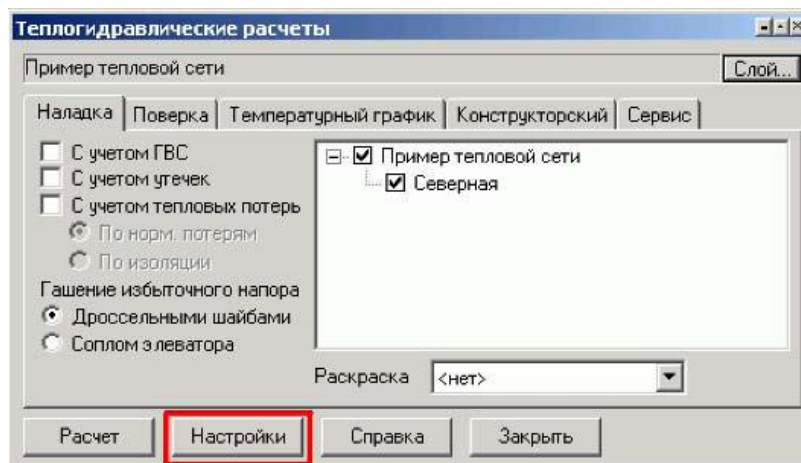 Теплогидравлические расчеты
Пример тепловой сети
Слой...
Наладка Поверка Температурный график Конструкторский Сервис
С учетом ГВС
С учетом утечек
С учетом тепловых потерь
По норм. потерям
По изоляции
Гашение избыточного напора
Дроссельными шайбами
Соплом элеватора
Пример тепловой сети
Северная
Раскраска <нет>
Расчет Настройки Справка Закрыть